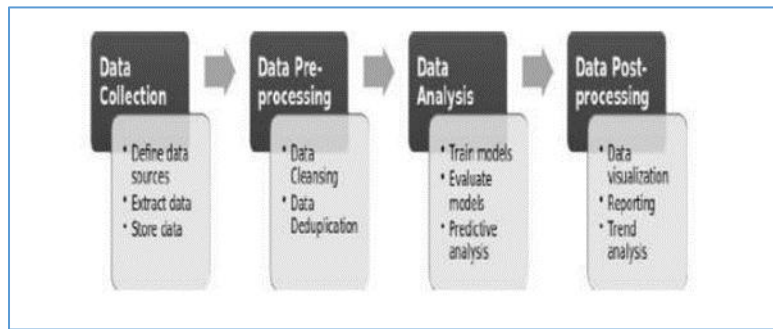 Data
Collection
• Define data
sources
• Extract data
• Store data
Data Pre-
processing
• Data
Cleansing
• Data
Deduplication
Data
Analysis
• Train models
• Evaluate
models
• Predictive
analysis
Data Post-
processing
• Data
visualization
• Reporting
• Trend
analysis